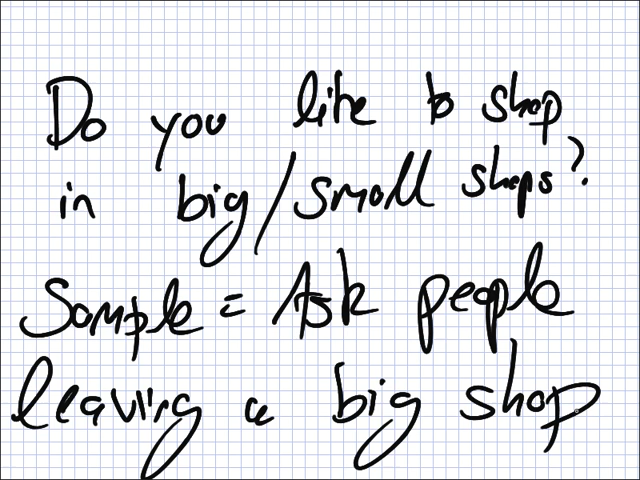 Do you like to shop
in big/small shops?
Sample = Ask people
leaving a big shop